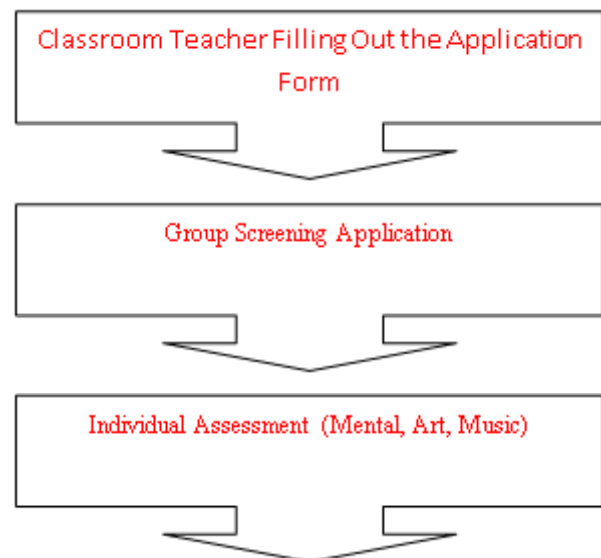 Classroom Teacher Filling Out the Application
Form
Group Screening Application
Individual Assessment (Mental, Art, Music)